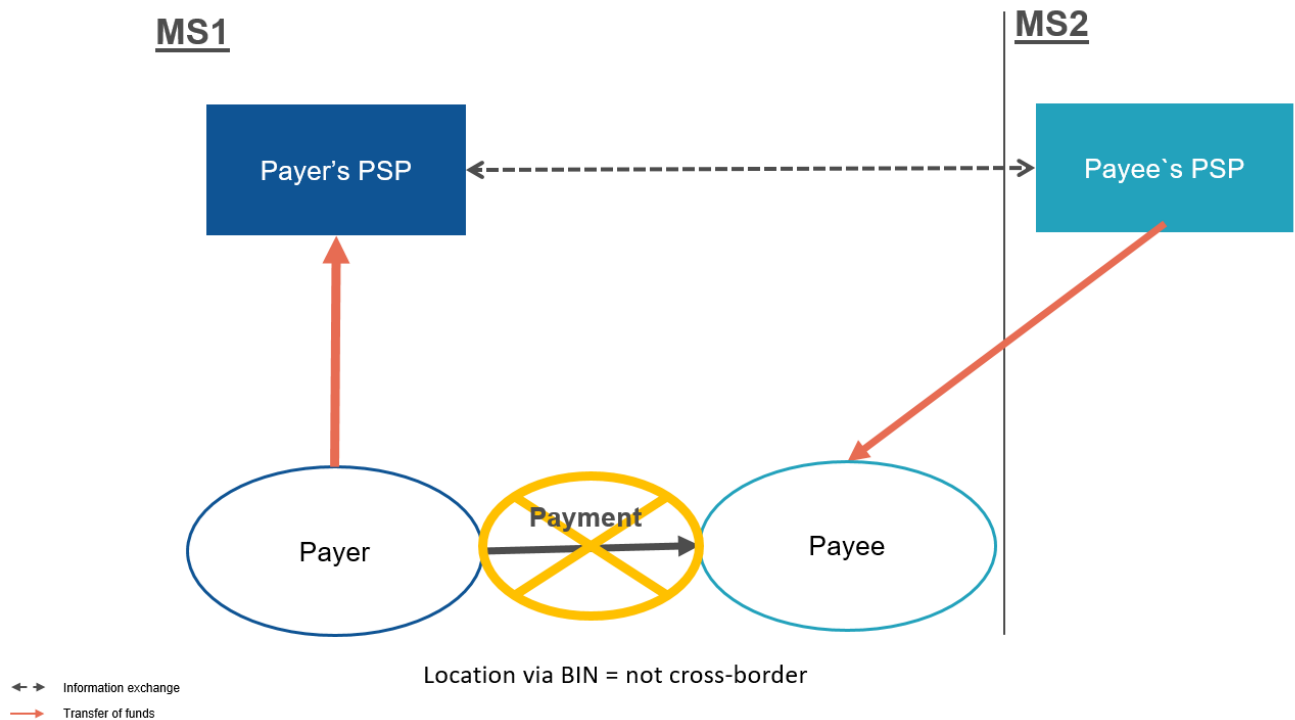 MS1
MS2
Payer’s PSP
Payee`s PSP
Payment
Payer
Payee
Location via BIN = not cross-border
Information exchange
Transfer of funds